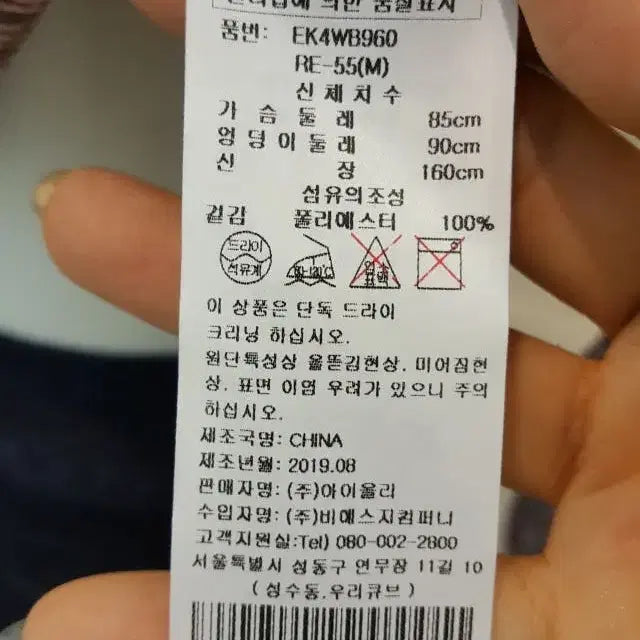 품번: EK4WB960
RE-55(M)
신체치수
가슴둘레 85cm
엉덩이둘레 90cm
신장 160cm
섬유의조성
겉감 폴리에스터 100%
드라이
석유계
80-120℃
염소
표백
이 상품은 단독 드라이
크리닝 하십시오.
원단특성상 올뜯김현상. 미어짐현
상. 표면 이염 우려가 있으니 주의
하십시오.
제조국명: CHINA
제조년월: 2019.08
판매자명: (주)아이올리
수입자명: (주)비에스지컴퍼니
고객지원실:Tel) 080-002-2800
서울특별시 성동구 연무장 11길 10
(성수동.우리큐브)